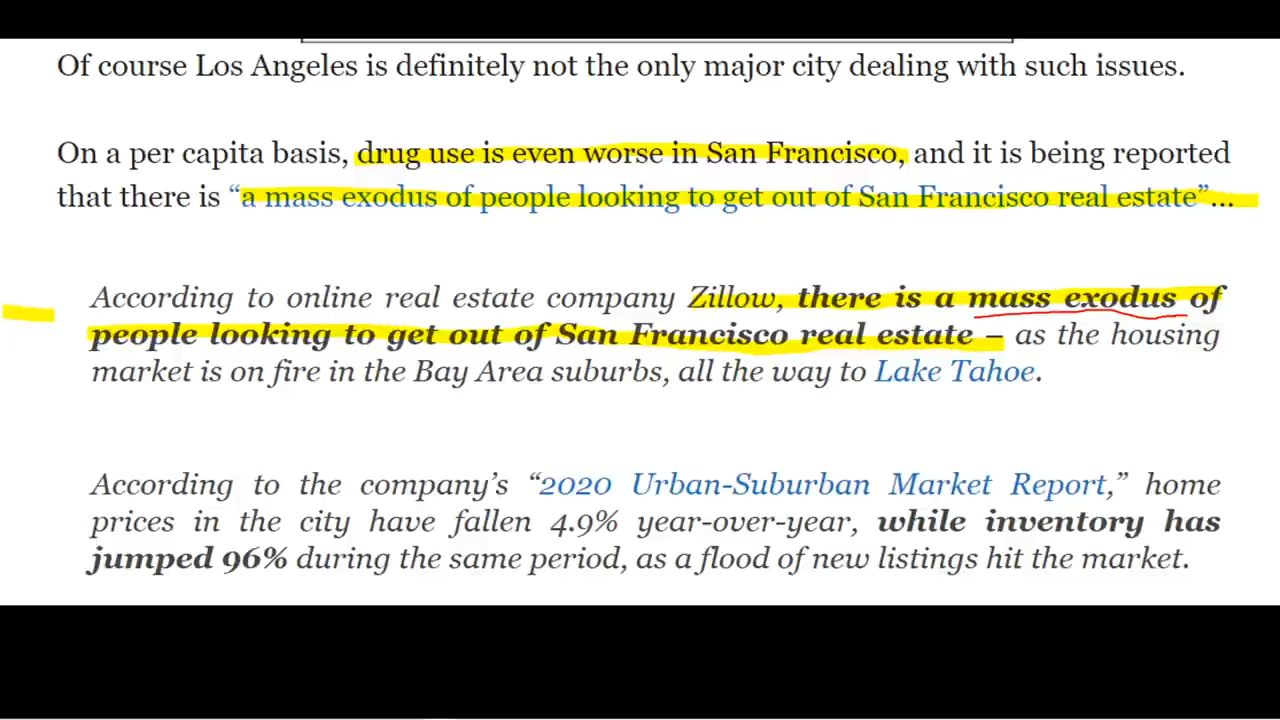 Of course Los Angeles is definitely not the only major city dealing with such issues.
On a per capita basis, drug use is even worse in San Francisco, and it is being reported
that there is “a mass exodus of people looking to get out of San Francisco real estate”...
According to online real estate company Zillow, there is a mass exodus of
people looking to get out of San Francisco real estate – as the housing
market is on fire in the Bay Area suburbs, all the way to Lake Tahoe.
According to the company’s “2020 Urban-Suburban Market Report,” home
prices in the city have fallen 4.9% year-over-year, while inventory has
jumped 96% during the same period, as a flood of new listings hit the market.